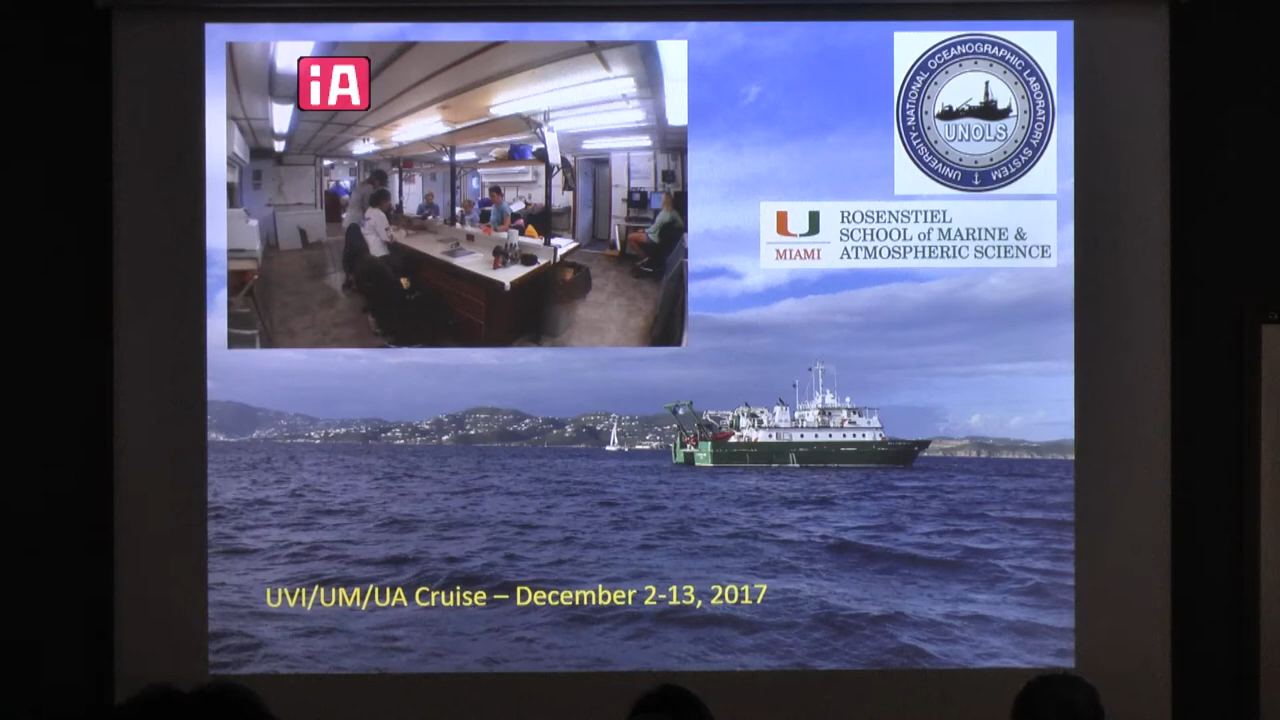 iA
UNIVERSITY-NATIONAL OCEANOGRAPHIC LABORATORY SYSTEM
UNOLS
U
MIAMI
ROSENSTIEL
SCHOOL of MARINE &
ATMOSPHERIC SCIENCE
UVI/UM/UA Cruise – December 2-13, 2017